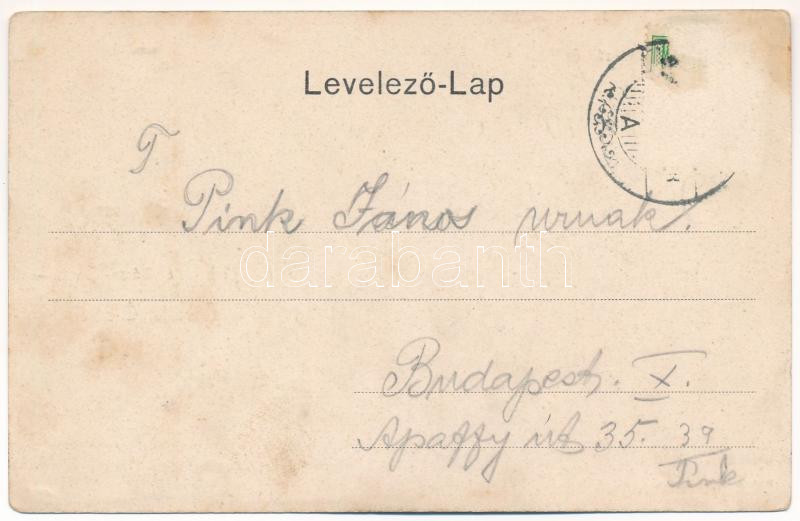 Levelező-Lap
A
T.
Pink János urnak.
darabanth
Budapest. X.
Apaffy út 35. 39
Pink